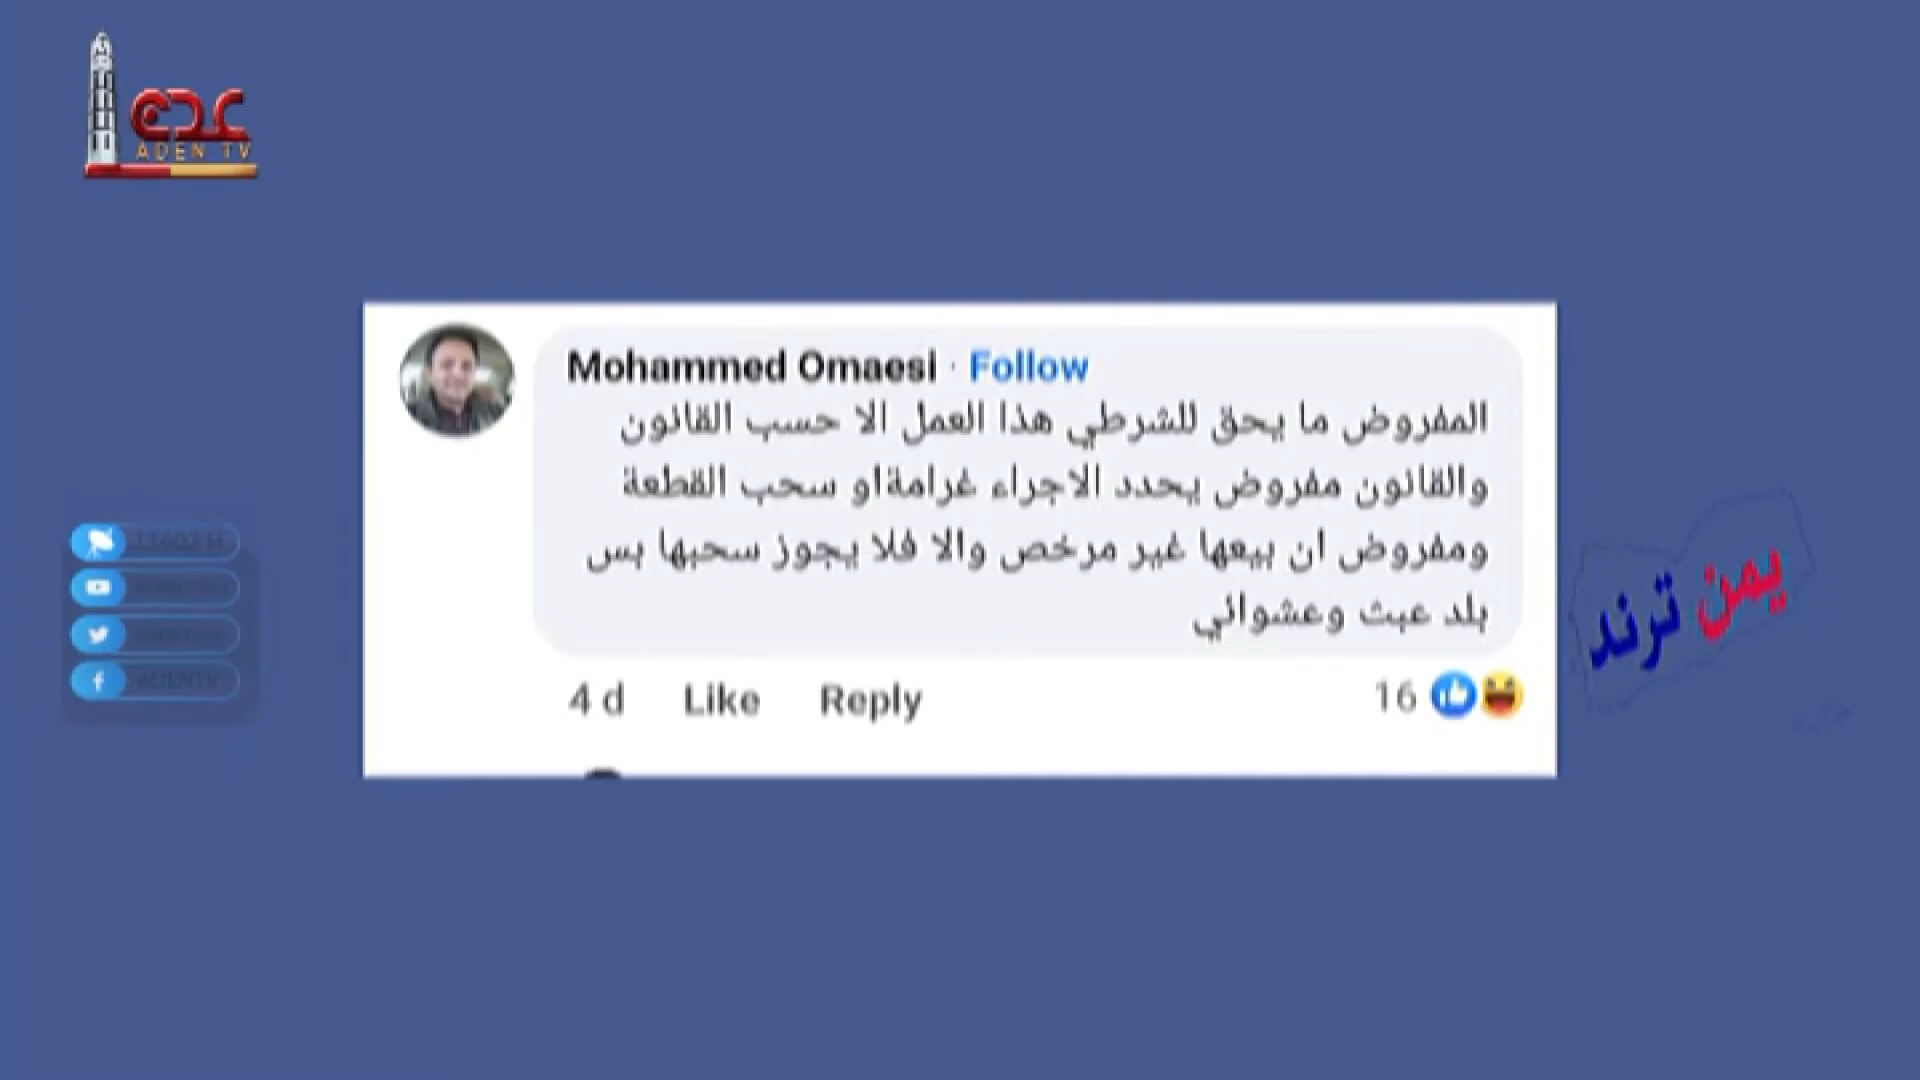 عدن
ADEN TV
Mohammed Omaesi · Follow
المفروض ما يحق للشرطي هذا العمل الا حسب القانون
والقانون مفروض يحدد الاجراء غرامةاو سحب القطعة
ومفروض ان بيعها غير مرخص والا فلا يجوز سحبها بس
بلد عبث وعشوائي
4 d Like Reply 16
11602 H
ADENTV
يمن ترند